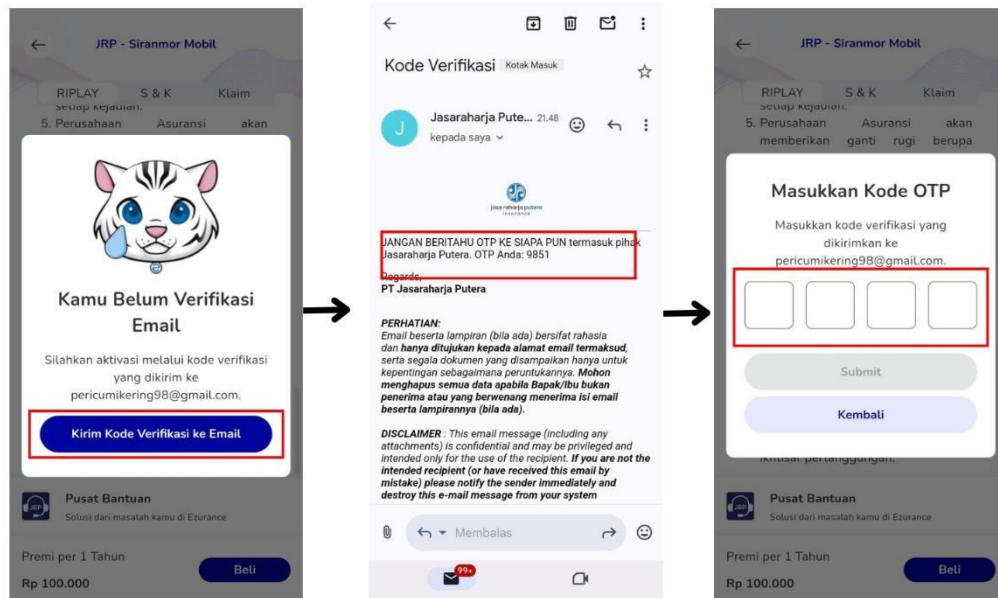 JRP - Siranmor Mobil
RIPLAY S & K Klaim
setiap kejadian.
5. Perusahaan Asuransi akan
Kamu Belum Verifikasi
Email
Silahkan aktivasi melalui kode verifikasi
yang dikirim ke
pericumikering98@gmail.com.
Kirim Kode Verifikasi ke Email
JRP
Pusat Bantuan
Solusi dari masalah kamu di Ezurance
Premi per 1 Tahun
Rp 100.000
Beli
Kode Verifikasi Kotak Masuk
J
Jasaraharja Pute... 21.48
kepada saya
jasa raharja putera
insurance
JANGAN BERITAHU OTP KE SIAPA PUN termasuk pihak
Jasaraharja Putera. OTP Anda: 9851
Regards,
PT Jasaraharja Putera
PERHATIAN:
Email beserta lampiran (bila ada) bersifat rahasia
dan hanya ditujukan kepada alamat email termaksud,
serta segala dokumen yang disampaikan hanya untuk
kepentingan sebagaimana peruntukannya. Mohon
menghapus semua data apabila Bapak/Ibu bukan
penerima atau yang berwenang menerima isi email
beserta lampirannya (bila ada).
DISCLAIMER : This email message (including any
attachments) is confidential and may be privileged and
intended only for the use of the recipient. If you are not the
intended recipient (or have received this email by
mistake) please notify the sender immediately and
destroy this e-mail message from your system
Membalas
99+
JRP - Siranmor Mobil
RIPLAY S & K Klaim
setiap kejadian.
5. Perusahaan Asuransi akan
memberikan ganti rugi berupa
Masukkan Kode OTP
Masukkan kode verifikasi yang
dikirimkan ke
pericumikering98@gmail.com.
Submit
Kembali
ikhtisar pertanggungan.
JRP
Pusat Bantuan
Solusi dari masalah kamu di Ezurance
Premi per 1 Tahun
Rp 100.000
Beli